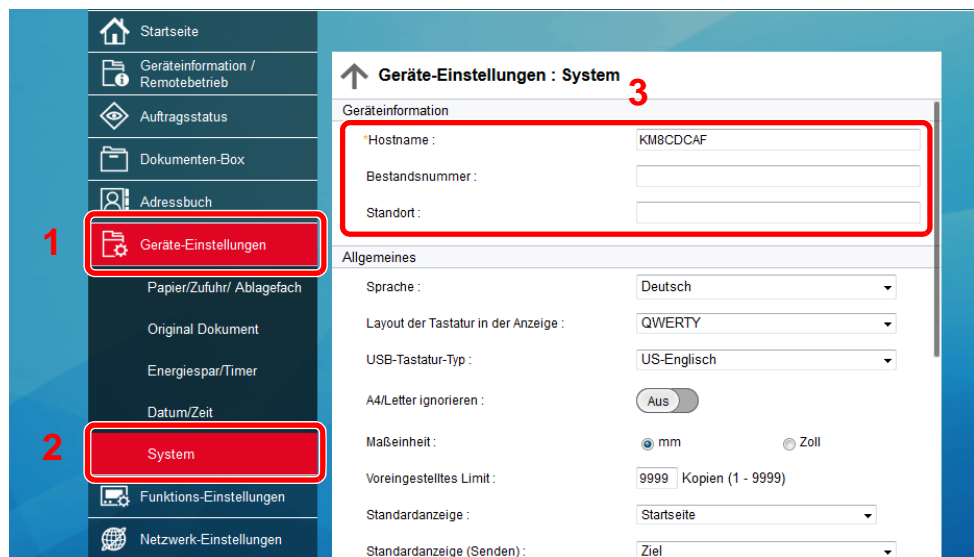 Startseite
Geräteinformation /
Remotebetrieb
Auftragsstatus
Dokumenten-Box
Adressbuch
1
Geräte-Einstellungen
Papier/Zufuhr/ Ablagefach
Original Dokument
Energiespar/Timer
Datum/Zeit
2
System
Funktions-Einstellungen
Netzwerk-Einstellungen
Geräte-Einstellungen : System
3
Geräteinformation
*Hostname : KM8CDCAF
Bestandsnummer :
Standort :
Allgemeines
Sprache : Deutsch
Layout der Tastatur in der Anzeige : QWERTY
USB-Tastatur-Typ : US-Englisch
A4/Letter ignorieren : Aus
Maßeinheit : mm Zoll
Voreingestelltes Limit : 9999 Kopien (1 - 9999)
Standardanzeige : Startseite
Standardanzeige (Senden) : Ziel